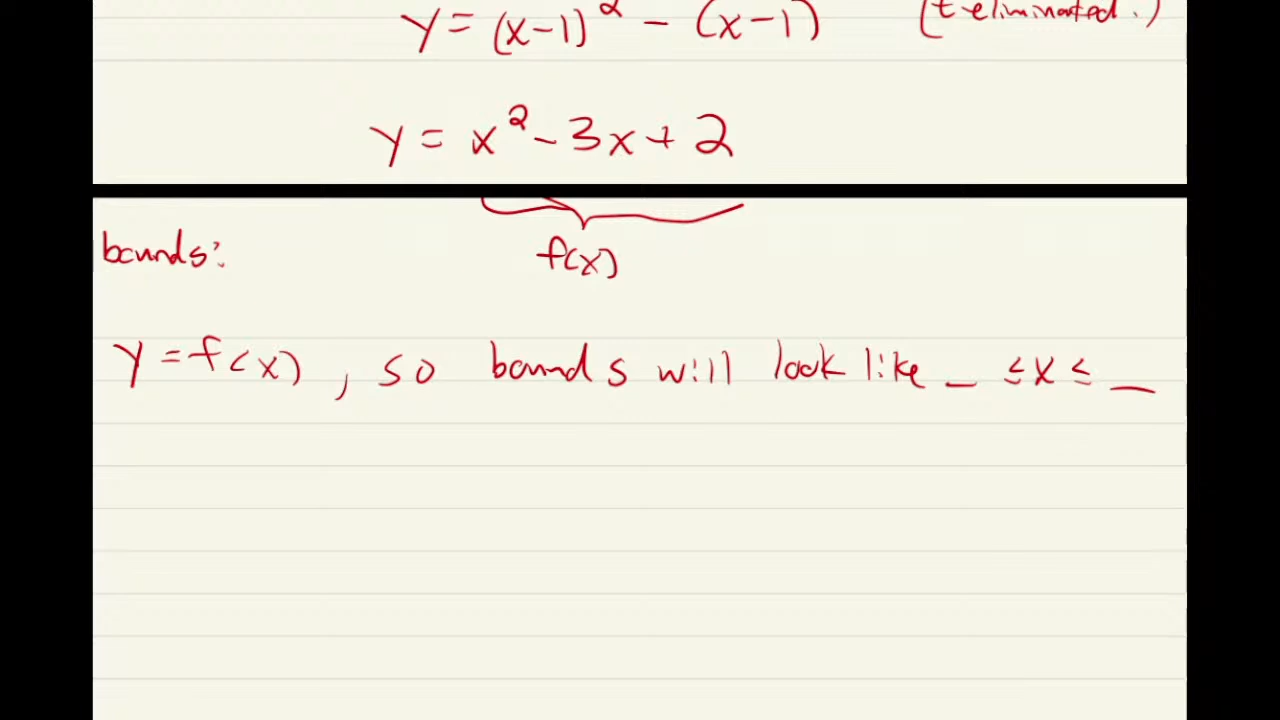 y = (x-1)² - (x-1) (t eliminated.)
y = x² - 3x + 2
f(x)
bounds:
y = f(x), so bounds will look like _ ≤ x ≤ _